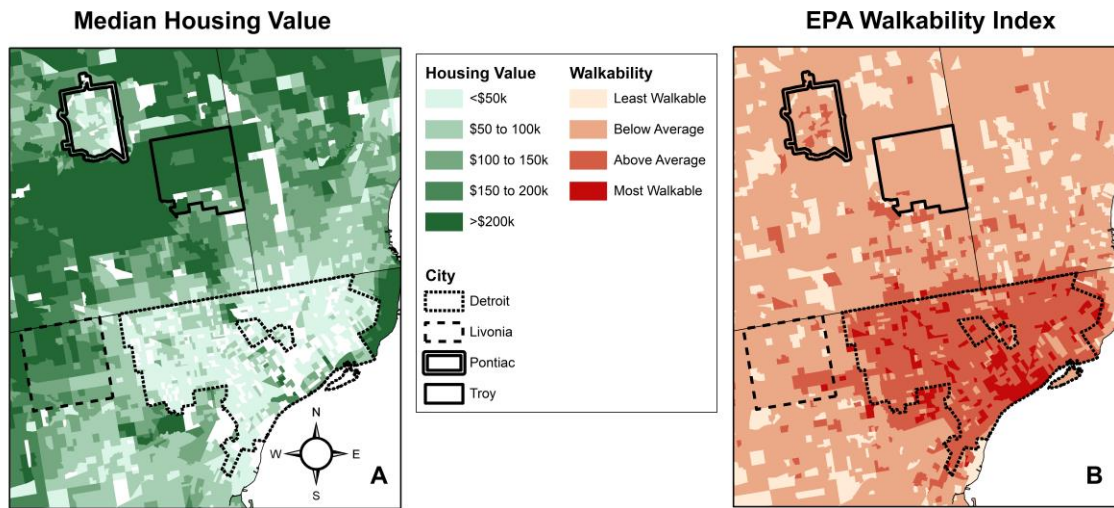 Median Housing Value
EPA Walkability Index
Housing Value
<$50k
$50 to 100k
$100 to 150k
$150 to 200k
>$200k
Walkability
Least Walkable
Below Average
Above Average
Most Walkable
City
Detroit
Livonia
Pontiac
Troy
N
W
E
S
A
B